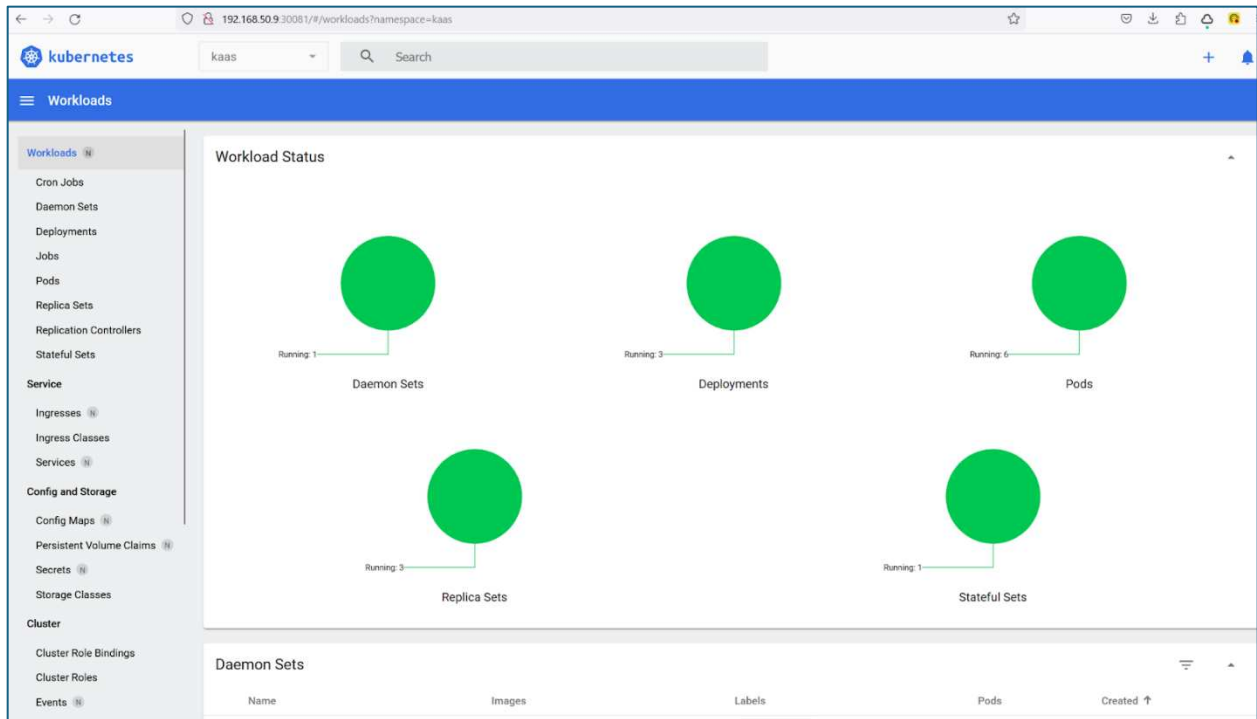 192.168.50.9:30081/#/workloads?namespace=kaas
kubernetes
kaas
Search
Workloads
Workloads N
Cron Jobs
Daemon Sets
Deployments
Jobs
Pods
Replica Sets
Replication Controllers
Stateful Sets
Service
Ingresses N
Ingress Classes
Services N
Config and Storage
Config Maps N
Persistent Volume Claims N
Secrets N
Storage Classes
Cluster
Cluster Role Bindings
Cluster Roles
Events N
Workload Status
Running: 1
Daemon Sets
Running: 3
Deployments
Running: 6
Pods
Running: 3
Replica Sets
Running: 1
Stateful Sets
Daemon Sets
Name Images Labels Pods Created